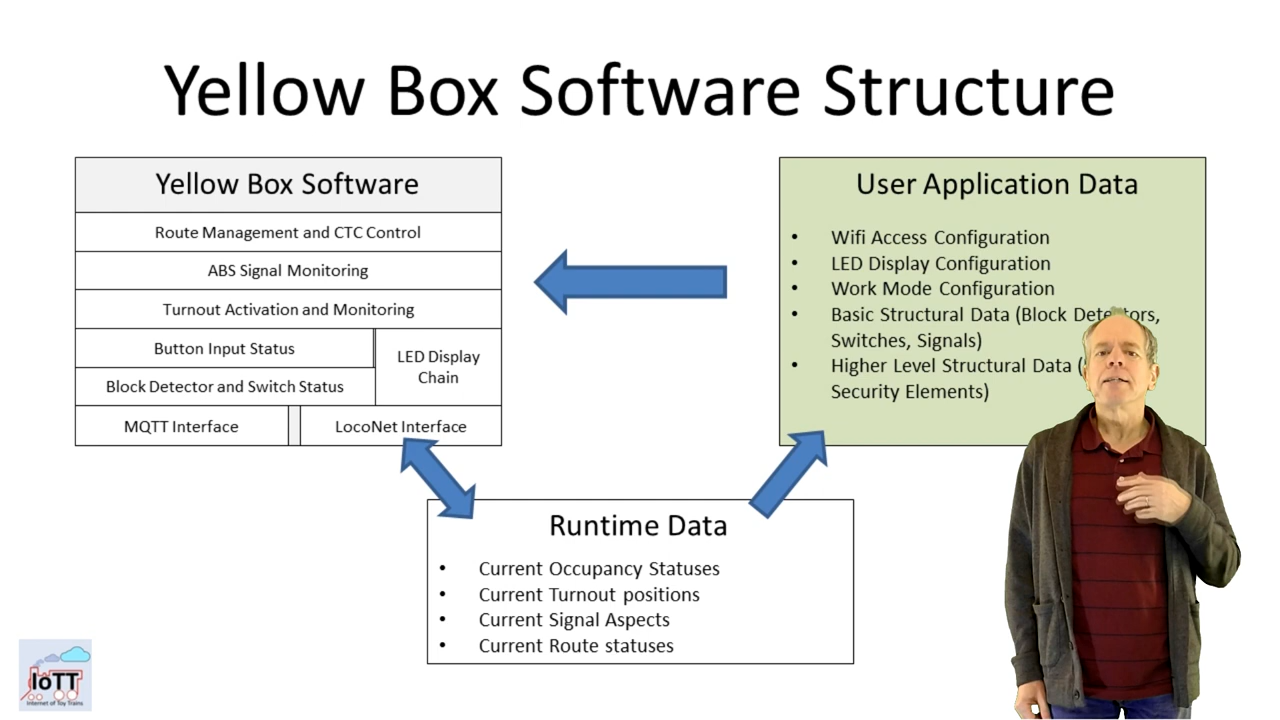 Yellow Box Software Structure
Yellow Box Software
Route Management and CTC Control
ABS Signal Monitoring
Turnout Activation and Monitoring
Button Input Status
LED Display
Chain
Block Detector and Switch Status
MQTT Interface
LocoNet Interface
User Application Data
• Wifi Access Configuration
• LED Display Configuration
• Work Mode Configuration
• Basic Structural Data (Block Detectors,
Switches, Signals)
• Higher Level Structural Data (
Security Elements)
Runtime Data
• Current Occupancy Statuses
• Current Turnout positions
• Current Signal Aspects
• Current Route statuses
IoTT
Internet of Toy Trains